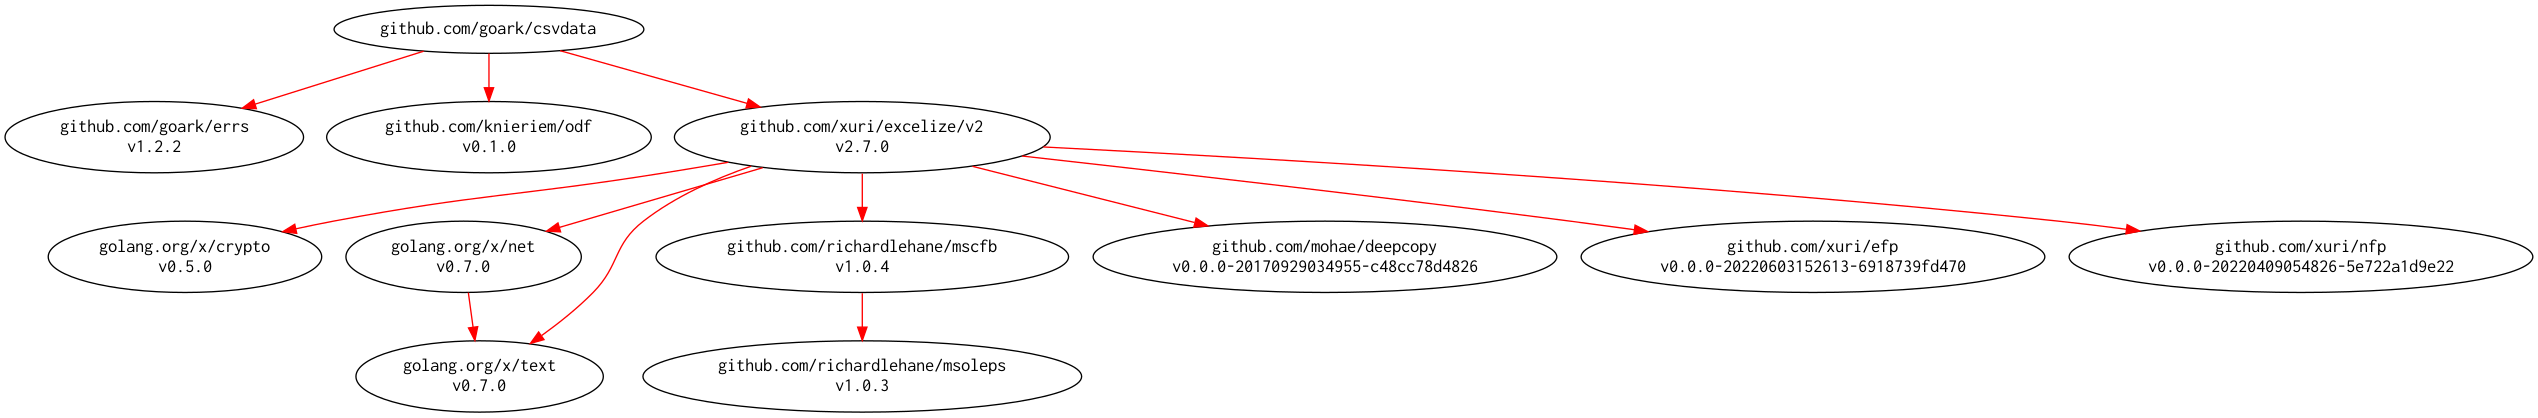 github.com/goark/csvdata
github.com/goark/errs
v1.2.2
github.com/knieriem/odf
v0.1.0
github.com/xuri/excelize/v2
v2.7.0
golang.org/x/crypto
v0.5.0
golang.org/x/net
v0.7.0
github.com/richardlehane/mscfb
v1.0.4
github.com/mohae/deepcopy
v0.0.0-20170929034955-c48cc78d4826
github.com/xuri/efp
v0.0.0-20220603152613-6918739fd470
github.com/xuri/nfp
v0.0.0-20220409054826-5e722a1d9e22
golang.org/x/text
v0.7.0
github.com/richardlehane/msoleps
v1.0.3